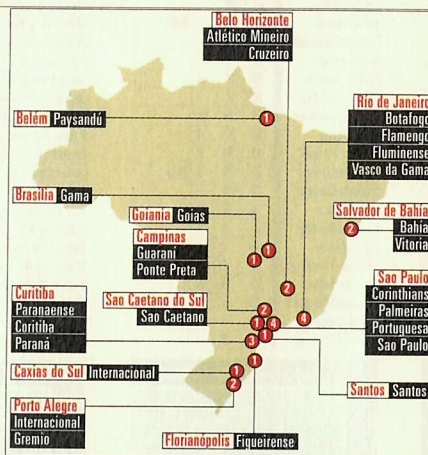 Belo Horizonte
Atlético Mineiro
Cruzeiro
Rio de Janeiro
Botafogo
Flamengo
Fluminense
Vasco da Gama
Belém Paysandú
1
Brasilia Gama
Goiania Goias
Salvador de Bahía
Bahía
Vitoria
2
Campinas
Guarani
Ponte Preta
1
1
2
Sao Paulo
Corinthians
Palmeiras
Portuguesa
Sao Paulo
Curitiba
Paranaense
Coritiba
Paraná
Sao Caetano do Sul
Sao Caetano
2
1
4
4
3
1
Caxias do Sul Internacional
1
1
2
Santos Santos
Porto Alegre
Internacional
Gremio
Florianópolis Figueirense